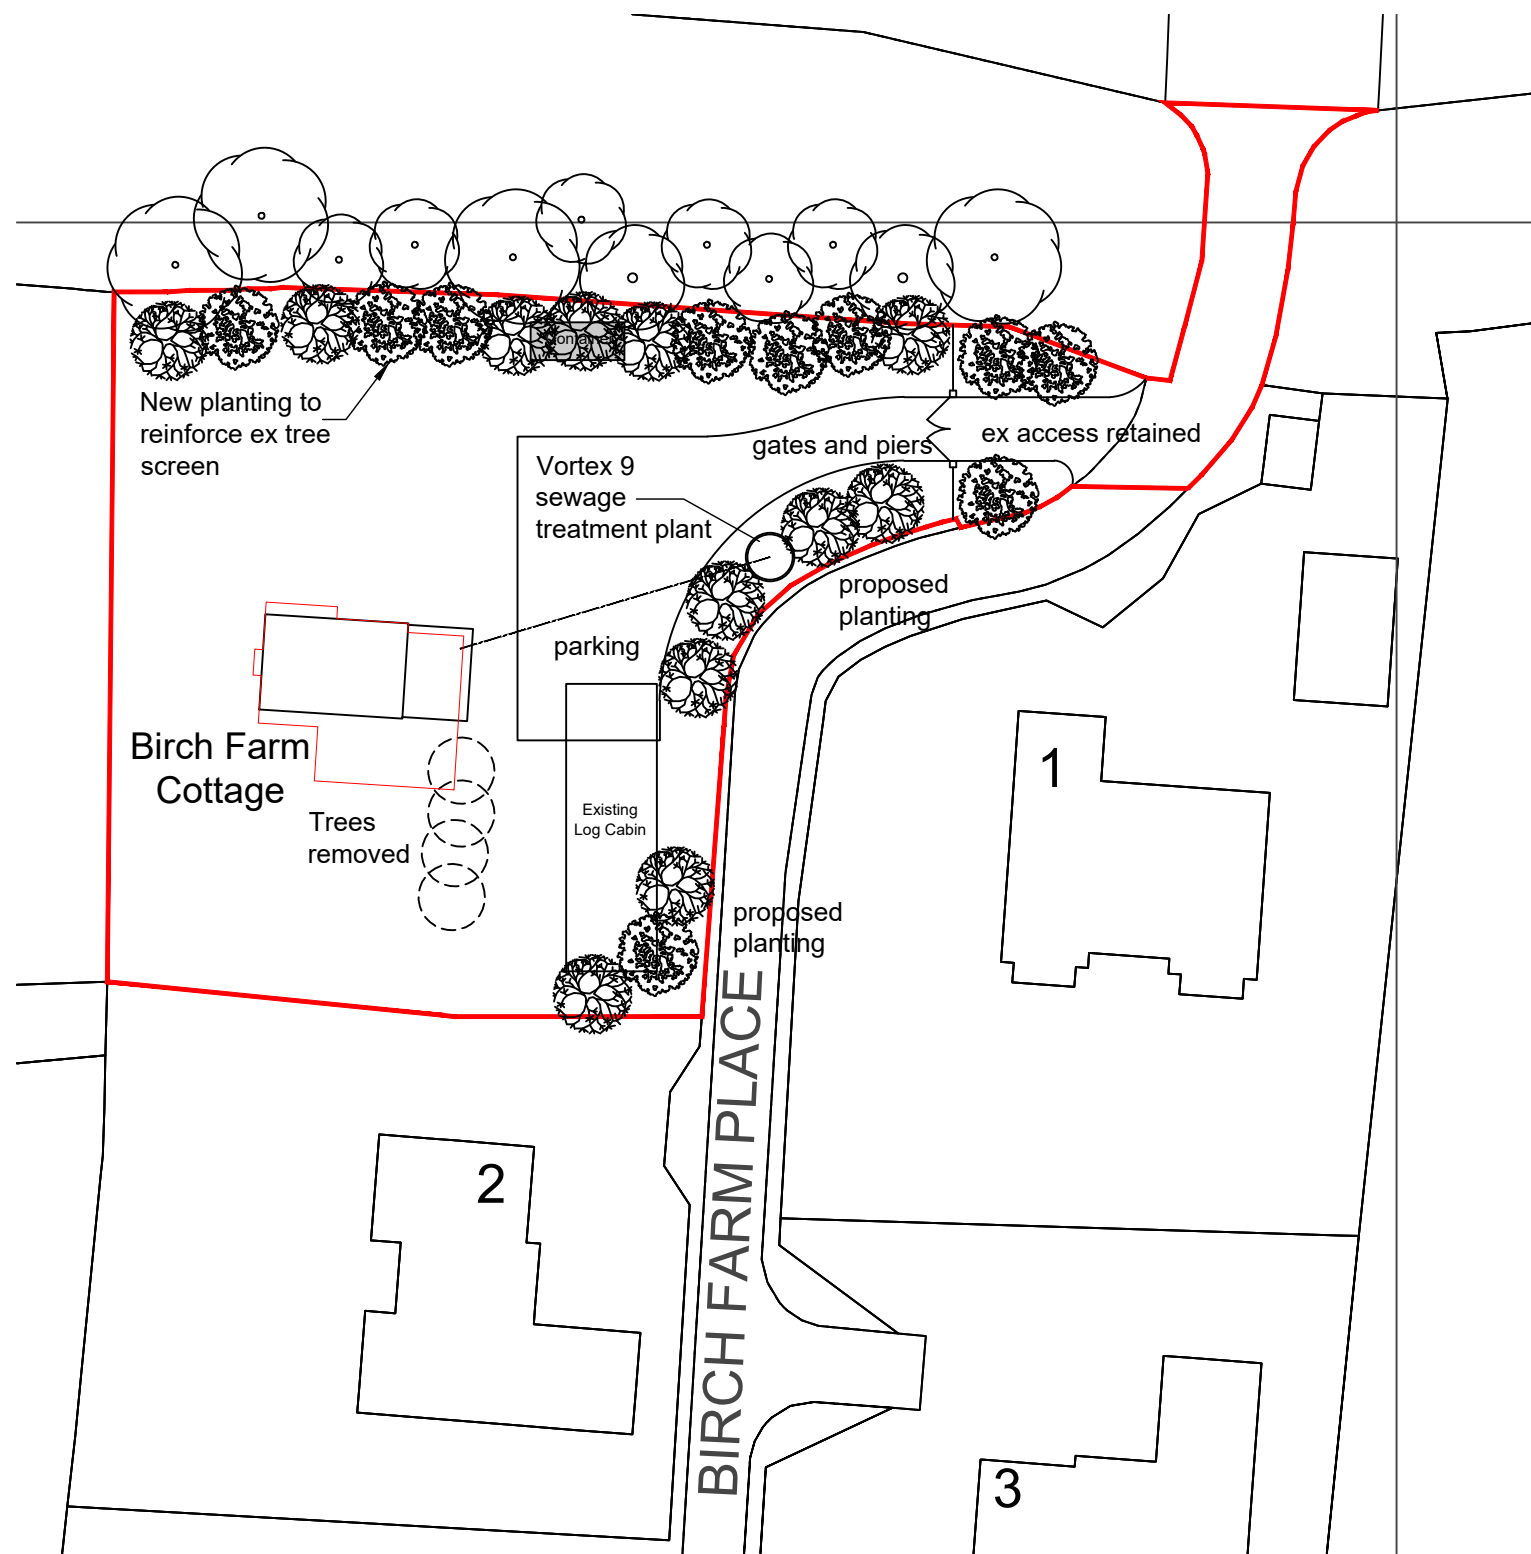 New planting to
reinforce ex tree
screen
gates and piers
ex access retained
Vortex 9
sewage
treatment plant
proposed
planting
parking
Birch Farm
Cottage
Trees
removed
Existing
Log Cabin
1
proposed
planting
BIRCH FARM PLACE
2
3